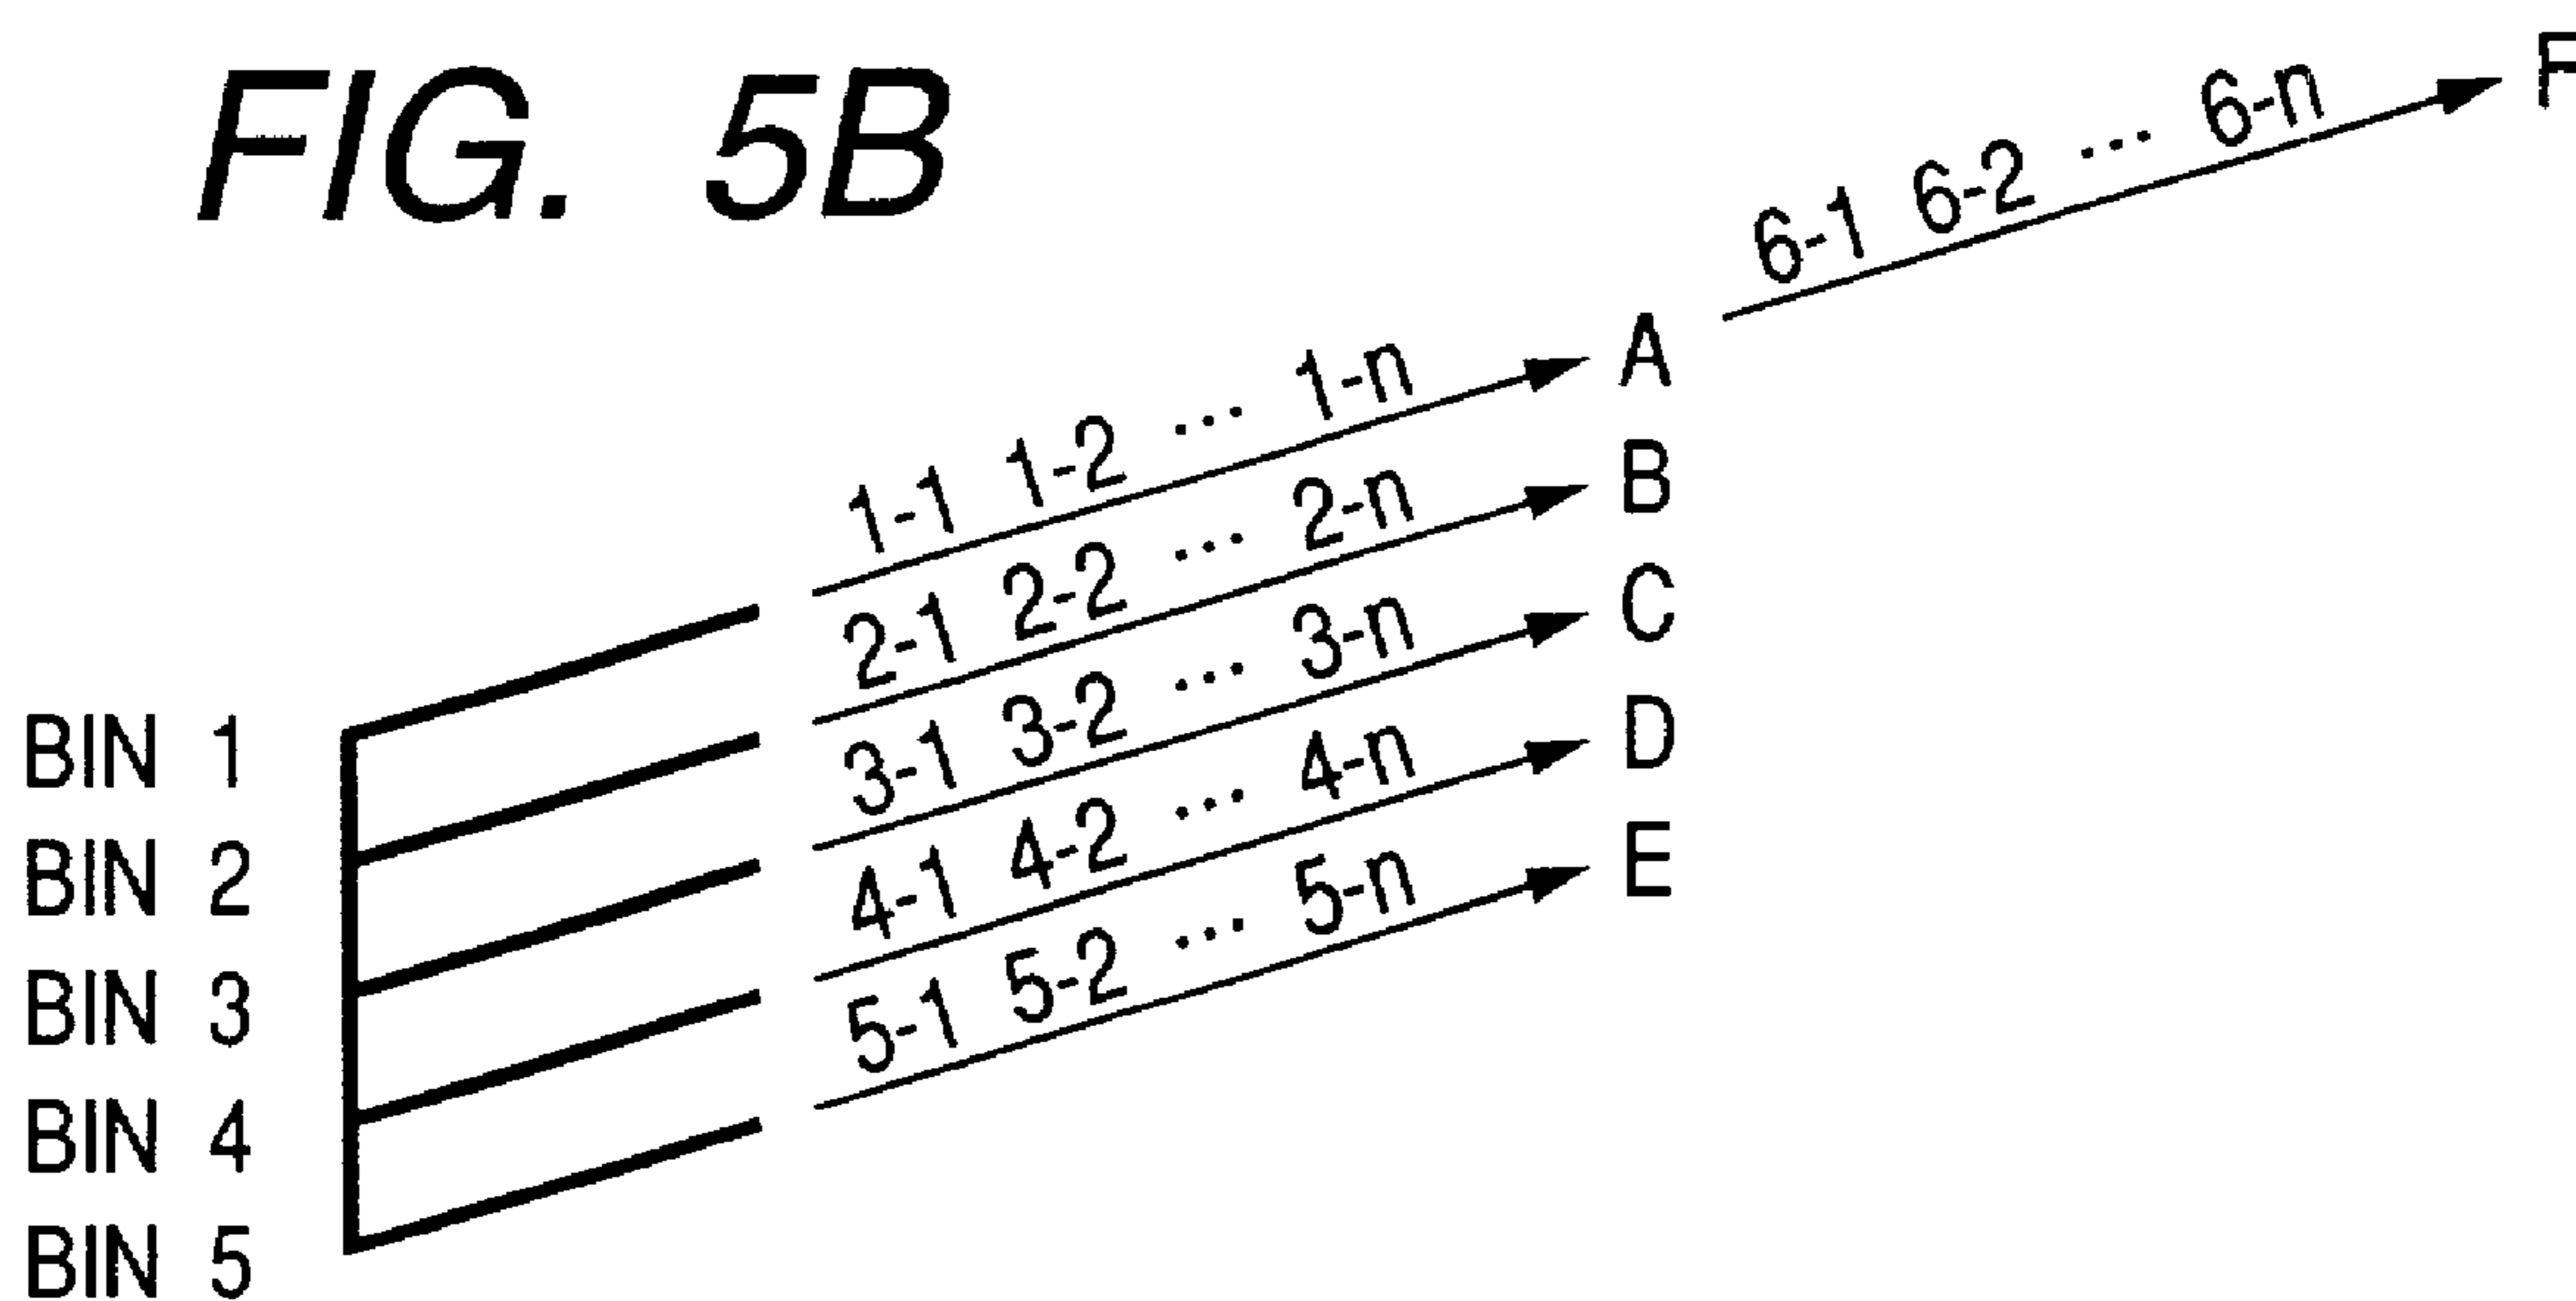 FIG. 5B
6-1 6-2 ... 6-n F
1-1 1-2 ... 1-n A
2-1 2-2 ... 2-n B
3-1 3-2 ... 3-n C
4-1 4-2 ... 4-n D
5-1 5-2 ... 5-n E
BIN 1
BIN 2
BIN 3
BIN 4
BIN 5